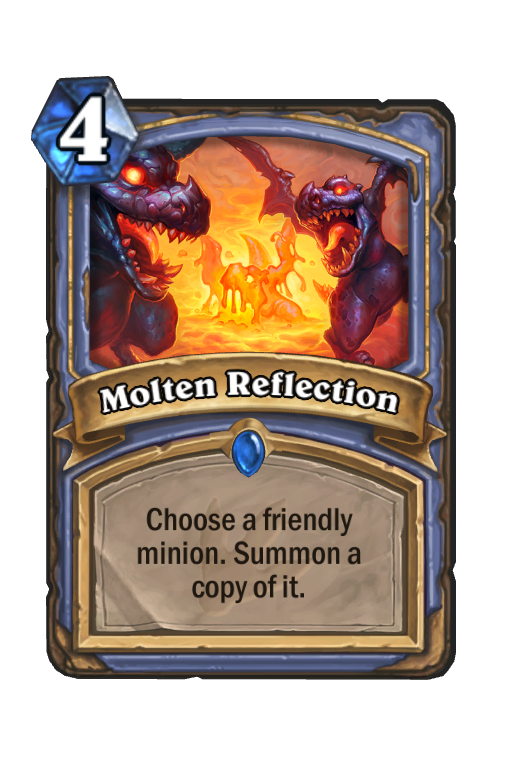 4
Molten Reflection
Choose a friendly
minion. Summon a
copy of it.